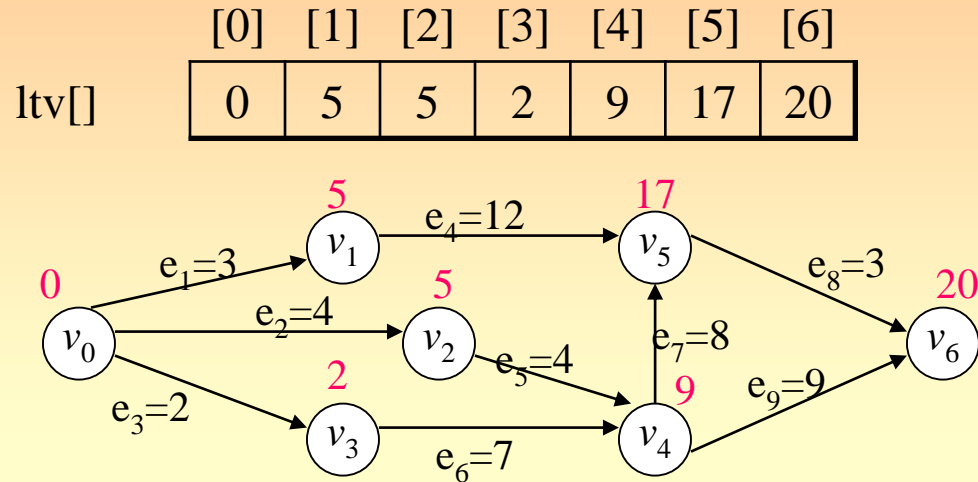 [0] [1] [2] [3] [4] [5] [6]
ltv[] 0 5 5 2 9 17 20
5 17
e₄=12
v₁ v₅
e₁=3 e₈=3
0 5 20
e₂=4
v₀ v₂ e₇=8 v₆
2 e₅=4 9
e₃=2 e₉=9
v₃ v₄
e₆=7